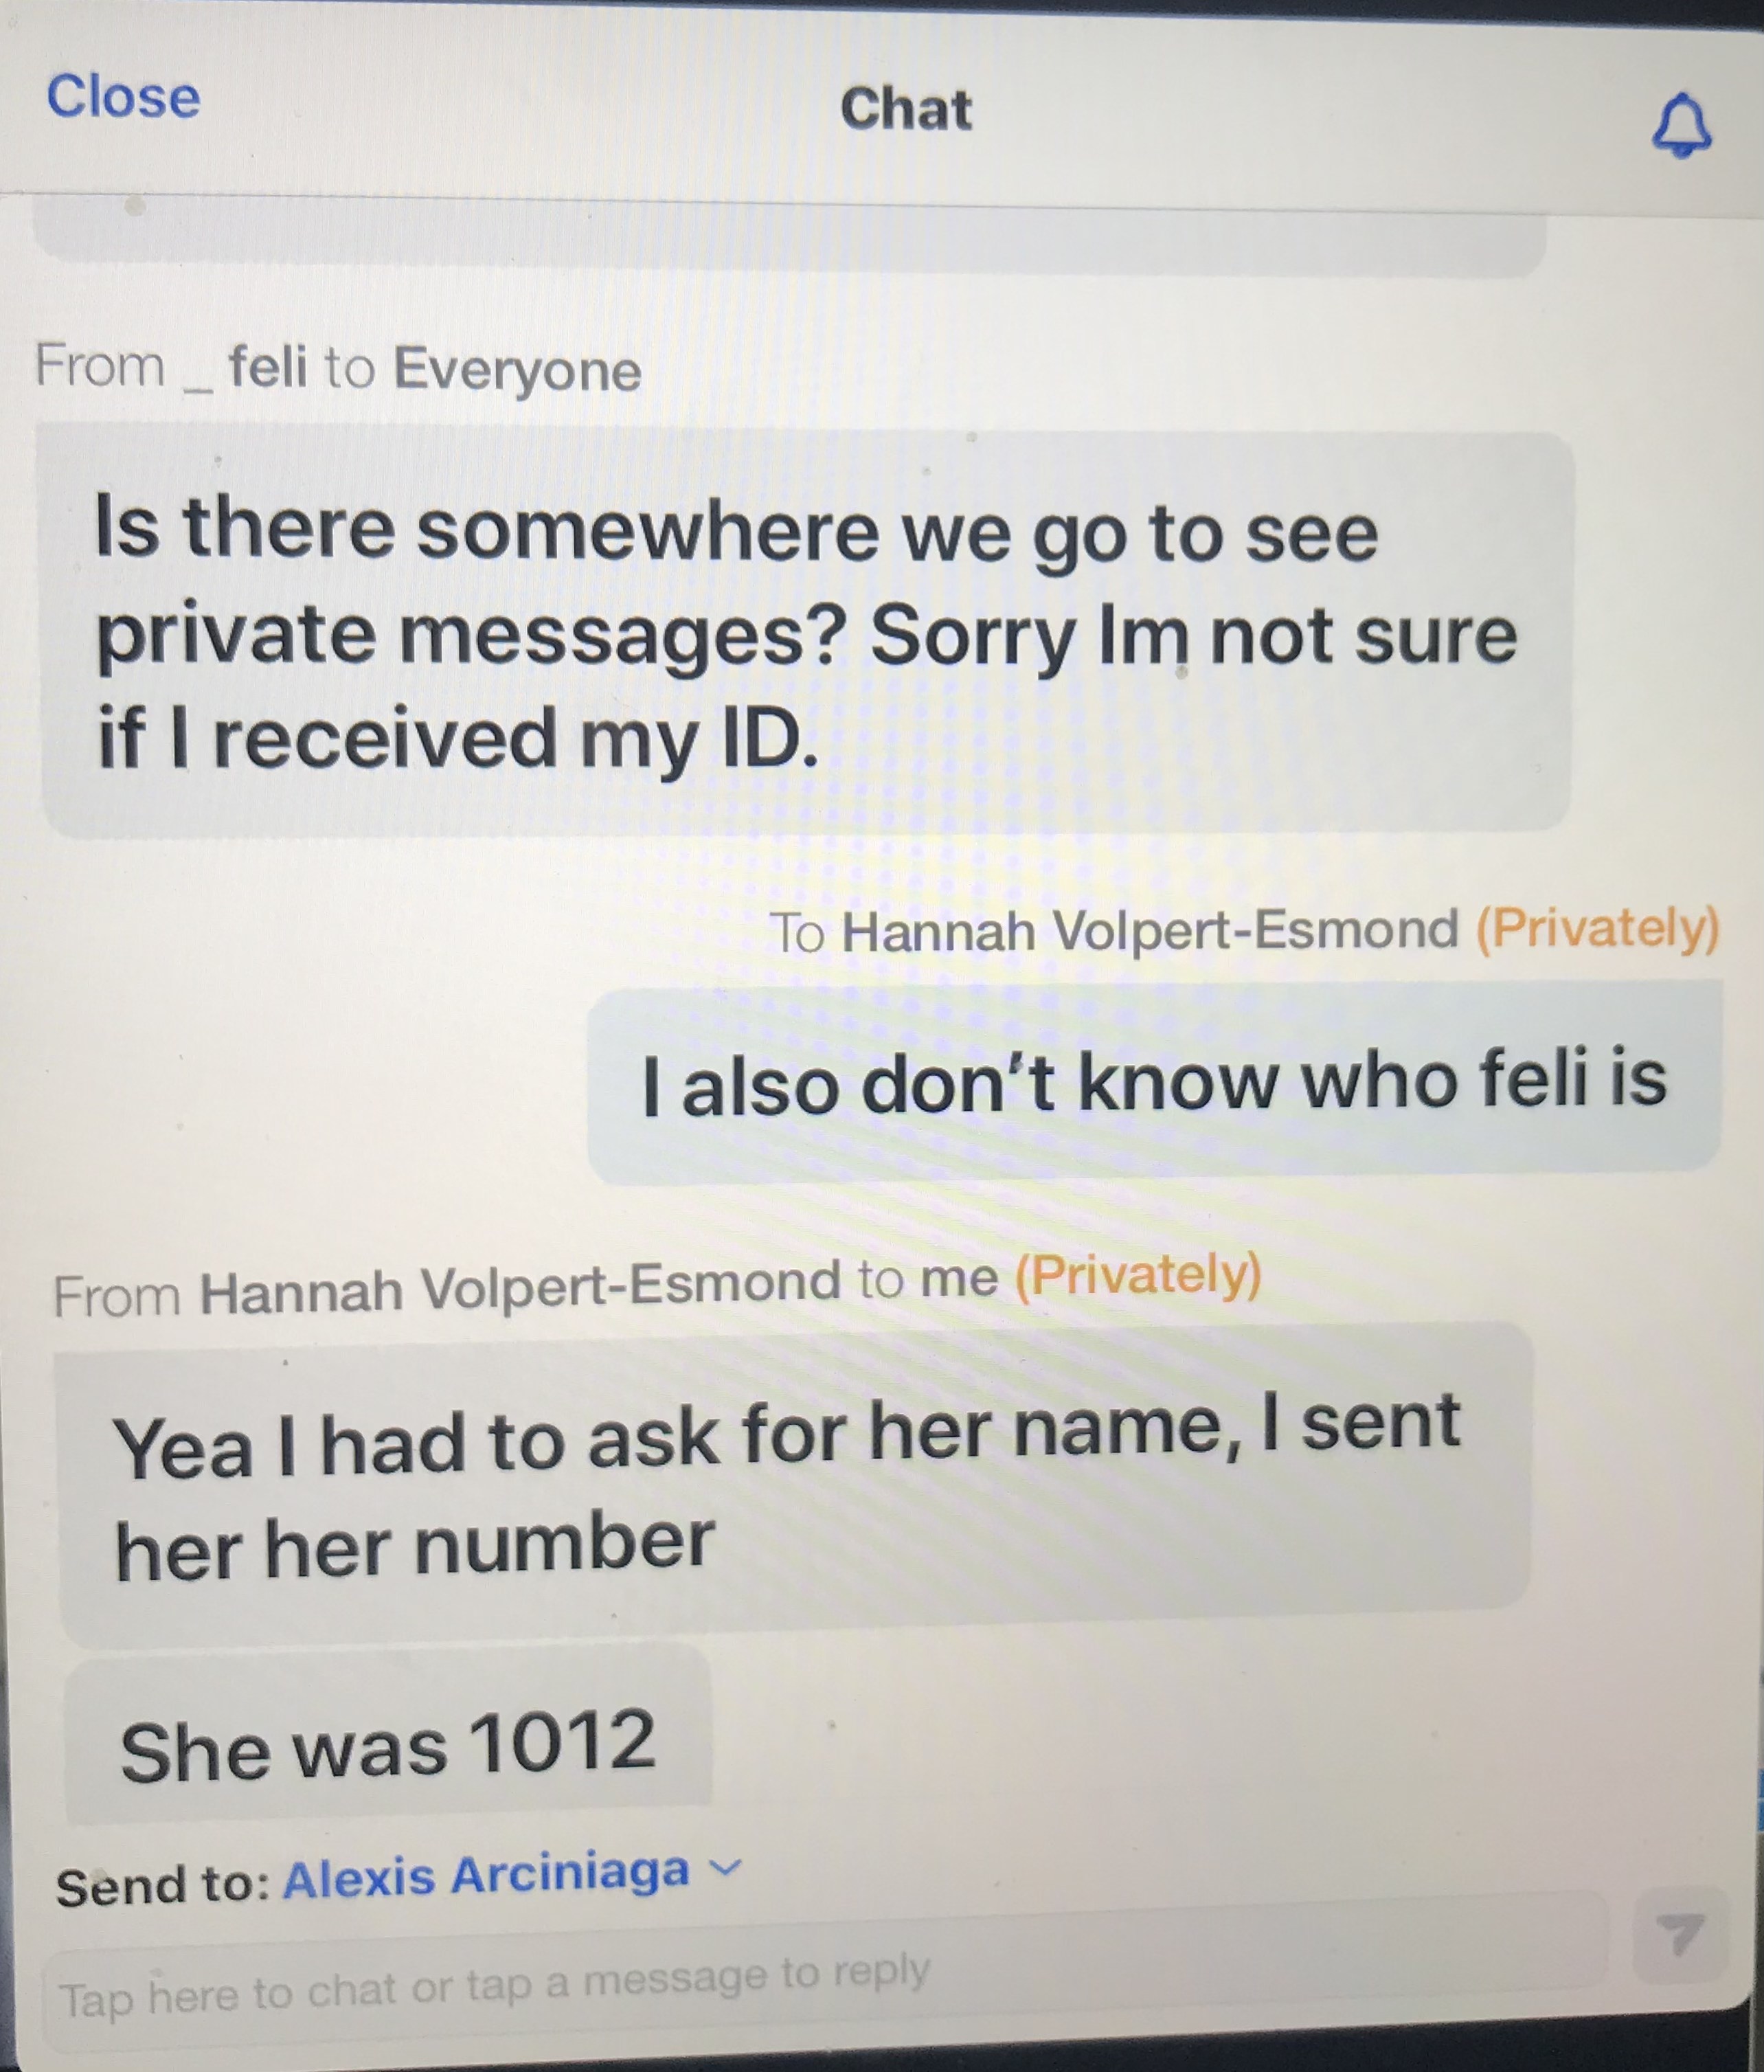 Close
Chat
From _ feli to Everyone
Is there somewhere we go to see
private messages? Sorry Im not sure
if I received my ID.
To Hannah Volpert-Esmond (Privately)
I also don't know who feli is
From Hannah Volpert-Esmond to me (Privately)
Yea I had to ask for her name, I sent
her her number
She was 1012
Send to: Alexis Arciniaga
Tap here to chat or tap a message to reply